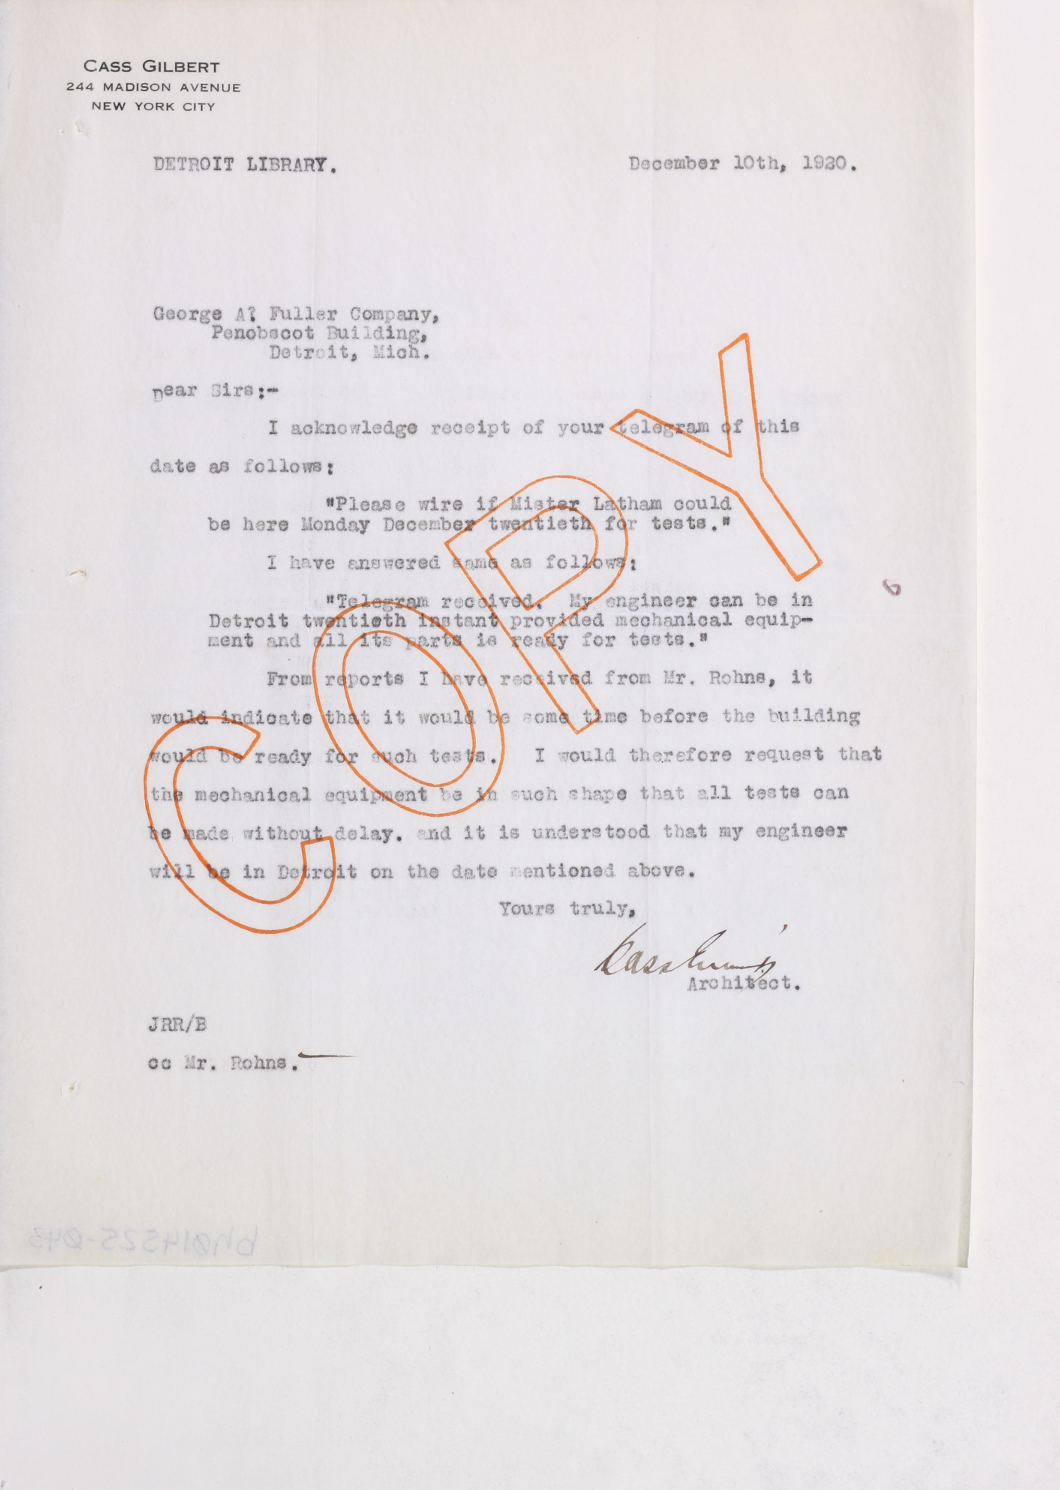 CASS GILBERT
244 MADISON AVENUE
NEW YORK CITY
DETROIT LIBRARY. December 10th, 1920.
George A? Fuller Company,
Penobscot Building,
Detroit, Mich.
Dear Sirs:-
I acknowledge receipt of your telegram of this
date as follows:
"Please wire if Mister Latham could
be here Monday December twentieth for tests."
I have answered same as follows:
"Telegram received. My engineer can be in
Detroit twentieth instant provided mechanical equip-
ment and all its parts is ready for tests."
From reports I have received from Mr. Rohns, it
would indicate that it would be some time before the building
would be ready for such tests. I would therefore request that
the mechanical equipment be in such shape that all tests can
be made without delay. and it is understood that my engineer
will be in Detroit on the date mentioned above.
Yours truly,
Cass Gilbert
Architect.
JRR/B
cc Mr. Rohns.
COPY
bh014525-043